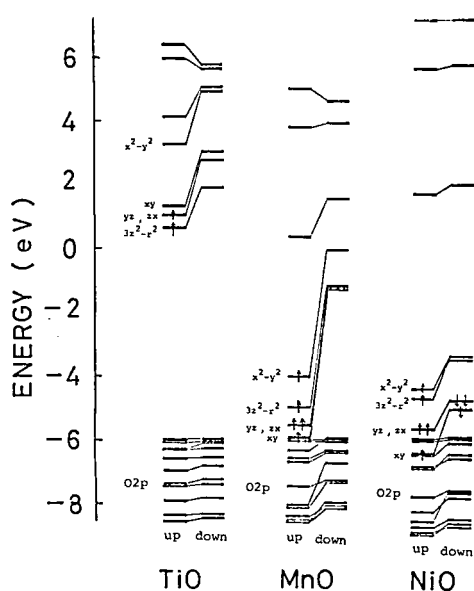 ENERGY (eV)
6
4
2
0
-2
-4
-6
-8
x²-y²
xy
yz, zx
3z²-r²
O2p
up down
TiO
x²-y²
3z²-r²
yz, zx
xy
O2p
up down
MnO
x²-y²
3z²-r²
yz, zx
xy
O2p
up down
NiO